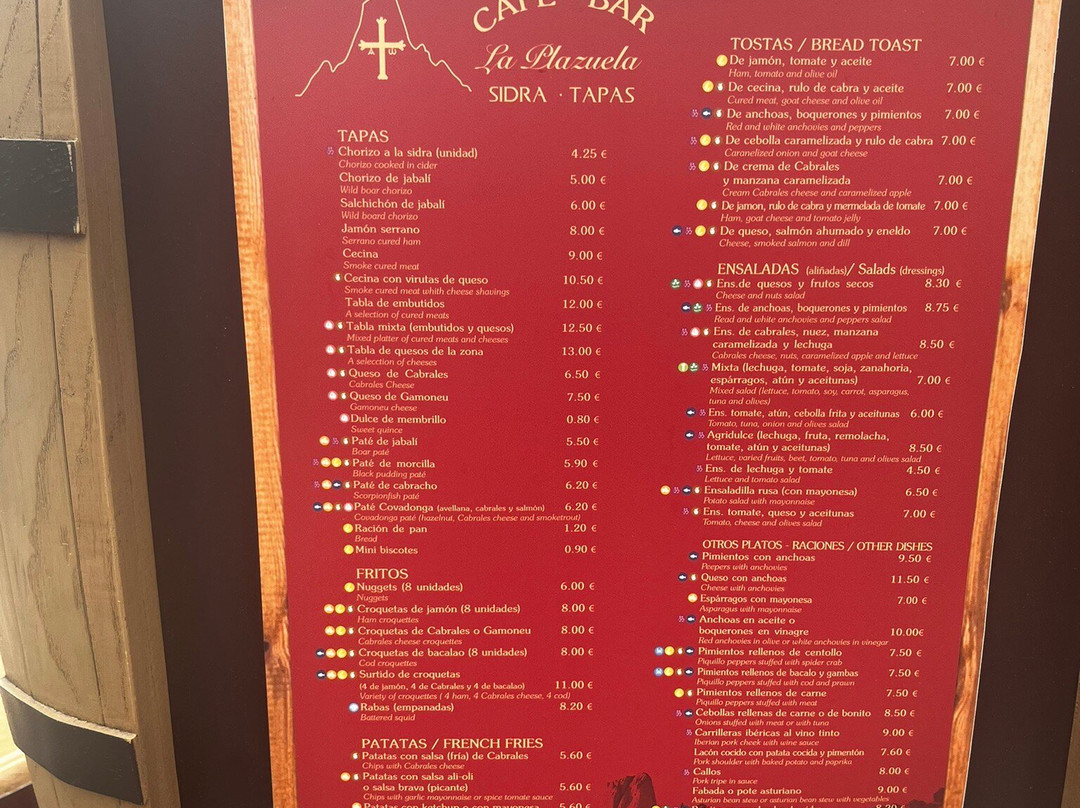 CAFE BAR
La Plazuela
SIDRA · TAPAS
TAPAS
Chorizo a la sidra (unidad) 4.25 €
Chorizo cooked in cider
Chorizo de jabalí 5.00 €
Wild boar chorizo
Salchichón de jabalí 6.00 €
Wild board chorizo
Jamón serrano 8.00 €
Serrano cured ham
Cecina 9.00 €
Smoke cured meat
Cecina con virutas de queso 10.50 €
Smoke cured meat whith cheese shavings
Tabla de embutidos 12.00 €
A selection of cured meats
Tabla mixta (embutidos y quesos) 12.50 €
Mixed platter of cured meats and cheeses
Tabla de quesos de la zona 13.00 €
A selecction of cheeses
Queso de Cabrales 6.50 €
Cabrales Cheese
Queso de Gamoneu 7.50 €
Gamoneu cheese
Dulce de membrillo 0.80 €
Sweet quince
Paté de jabalí 5.50 €
Boar paté
Paté de morcilla 5.90 €
Black pudding paté
Paté de cabracho 6.20 €
Scorpionfish paté
Paté Covadonga (avellana, cabrales y salmón) 6.20 €
Covadonga paté (hazelnut, Cabrales cheese and smoketrout)
Ración de pan 1.20 €
Bread
Mini biscotes 0.90 €
FRITOS
Nuggets (8 unidades) 6.00 €
Nuggets
Croquetas de jamón (8 unidades) 8.00 €
Ham croquettes
Croquetas de Cabrales o Gamoneu 8.00 €
Cabrales cheese croquettes
Croquetas de bacalao (8 unidades) 8.00 €
Cod croquettes
Surtido de croquetas
(4 de jamón, 4 de Cabrales y 4 de bacalao) 11.00 €
Variety of croquettes ( 4 ham, 4 Cabrales cheese, 4 cod)
Rabas (empanadas) 8.20 €
Battered squid
PATATAS / FRENCH FRIES
Patatas con salsa (fría) de Cabrales 5.60 €
Chips with Cabrales cheese
Patatas con salsa ali-oli
o salsa brava (picante) 5.60 €
Chips with garlic mayonnaise or spice tomate sauce
Patatas con ketchup o con mayonesa 5.60 €
TOSTAS / BREAD TOAST
De jamón, tomate y aceite 7.00 €
Ham, tomato and olive oil
De cecina, rulo de cabra y aceite 7.00 €
Cured meat, goat cheese and olive oil
De anchoas, boquerones y pimientos 7.00 €
Red and white anchovies and peppers
De cebolla caramelizada y rulo de cabra 7.00 €
Caranelized onion and goat cheese
De crema de Cabrales
y manzana caramelizada 7.00 €
Cream Cabrales cheese and caramelized apple
De jamon, rulo de cabra y mermelada de tomate 7.00 €
Ham, goat cheese and tomato jelly
De queso, salmón ahumado y eneldo 7.00 €
Cheese, smoked salmon and dill
ENSALADAS (aliñadas)/ Salads (dressings)
Ens.de quesos y frutos secos 8.30 €
Cheese and nuts salad
Ens. de anchoas, boquerones y pimientos 8.75 €
Read and white anchovies and peppers salad
Ens. de cabrales, nuez, manzana
caramelizada y lechuga 8.50 €
Cabrales cheese, nuts, caramelized apple and lettuce
Mixta (lechuga, tomate, soja, zanahoria,
espárragos, atún y aceitunas) 7.00 €
Mixed salad (lettuce, tomato, soy, carrot, asparagus,
tuna and olives)
Ens. tomate, atún, cebolla frita y aceitunas 6.00 €
Tomato, tuna, onion and olives salad
Agridulce (lechuga, fruta, remolacha,
tomate, atún y aceitunas) 8.50 €
Lettuce, varied fruits, beet, tomato, tuna and olives salad
Ens. de lechuga y tomate 4.50 €
Lettuce and tomato salad
Ensaladilla rusa (con mayonesa) 6.50 €
Potato salad with mayonnaise
Ens. tomate, queso y aceitunas 7.00 €
Tomato, cheese and olives salad
OTROS PLATOS - RACIONES / OTHER DISHES
Pimientos con anchoas 9.50 €
Peepers with anchovies
Queso con anchoas 11.50 €
Cheese with anchovies
Espárragos con mayonesa 7.00 €
Asparagus with mayonnaise
Anchoas en aceite o
boquerones en vinagre 10.00€
Red anchovies in olive or white anchovies in vinegar
Pimientos rellenos de centollo 7.50 €
Piquillo peppers stuffed with spider crab
Pimientos rellenos de bacalao y gambas 7.50 €
Piquillo peppers stuffed with cod and prawn
Pimientos rellenos de carne 7.50 €
Piquillo peppers stuffed with meat
Cebollas rellenas de carne o de bonito 8.50 €
Onions stuffed with meat or with tuna
Carrilleras ibéricas al vino tinto 9.00 €
Iberian pork cheek with wine sauce
Lacón cocido con patata cocida y pimentón 7.60 €
Pork shoulder with baked potato and paprika
Callos 8.00 €
Pork tripe in sauce
Fabada o pote asturiano 9.00 €
Asturian bean stew or asturian bean stew with vegetables